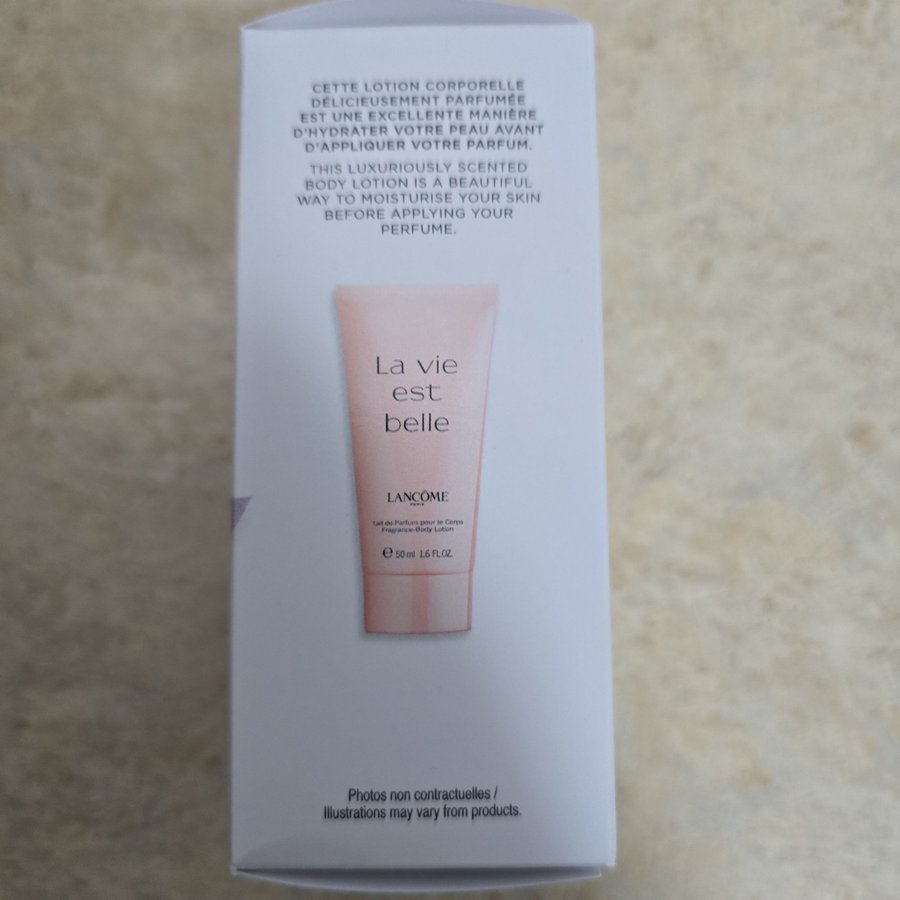 CETTE LOTION CORPORELLE
DÉLICIEUSEMENT PARFUMÉE
EST UNE EXCELLENTE MANIÈRE
D'HYDRATER VOTRE PEAU AVANT
D'APPLIQUER VOTRE PARFUM.
THIS LUXURIOUSLY SCENTED
BODY LOTION IS A BEAUTIFUL
WAY TO MOISTURISE YOUR SKIN
BEFORE APPLYING YOUR
PERFUME.
La vie
est
belle
LANCÔME
PARIS
Lait de Parfum pour le Corps
Fragrance-Body Lotion
℮ 50 ml 1.6 FL.OZ.
Photos non contractuelles /
Illustrations may vary from products.